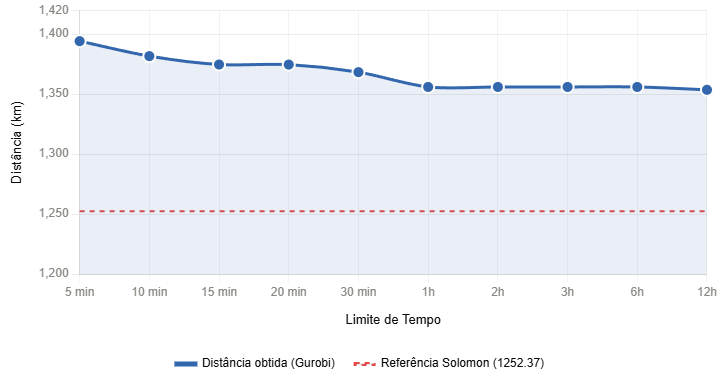 1,420
1,400
1,350
1,300
1,250
1,200
Distância (km)
5 min 10 min 15 min 20 min 30 min 1h 2h 3h 6h 12h
Limite de Tempo
Distância obtida (Gurobi) Referência Solomon (1252.37)